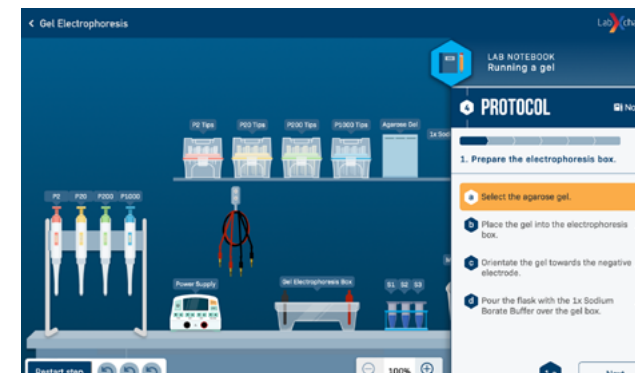 < Gel Electrophoresis
LAB NOTEBOOK
Running a gel
4 PROTOCOL
1. Prepare the electrophoresis box.
a Select the agarose gel.
b Place the gel into the electrophoresis
box.
c Orientate the gel towards the negative
electrode.
d Pour the flask with the 1x Sodium
Borate Buffer over the gel box.
Next
P2 Tips P20 Tips P200 Tips P1000 Tips Agarose Gel
P2 P20 P200 P1000
Power Supply
Gel Electrophoresis Box
S1 S2 S3
Restart step
100%